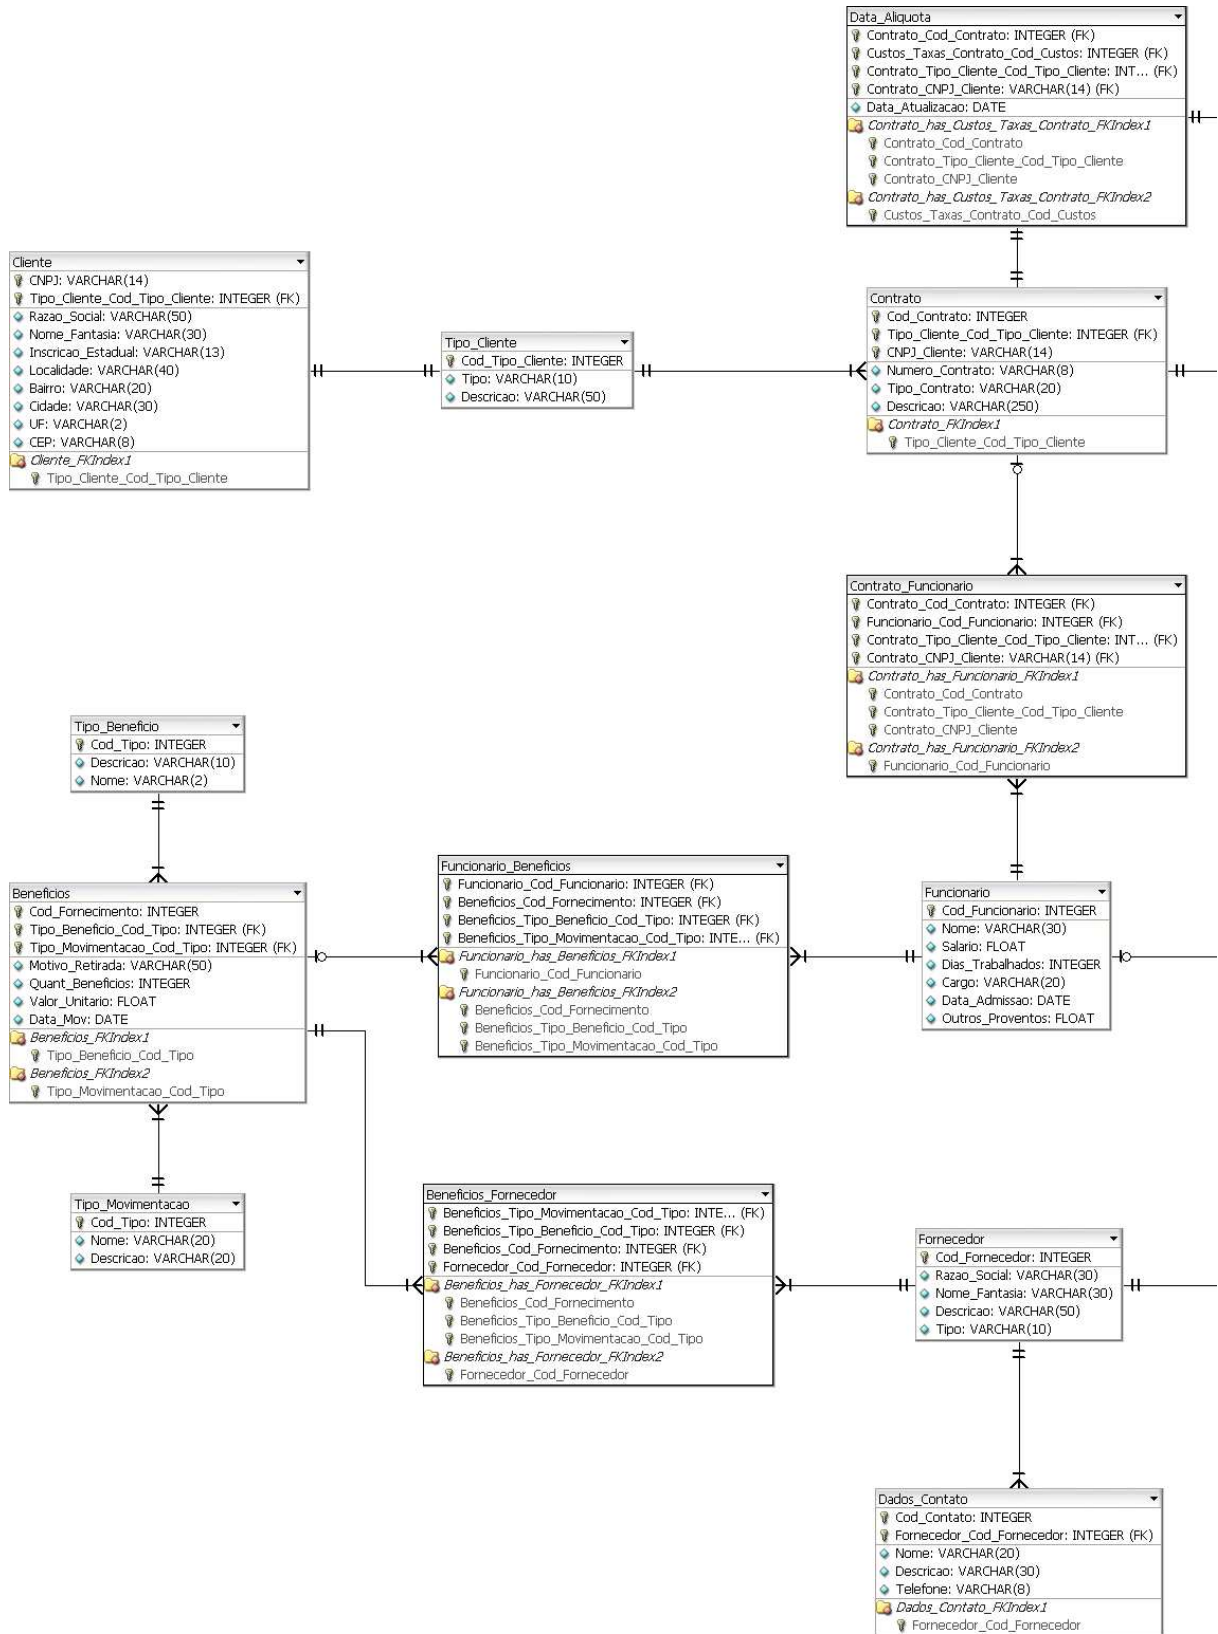 Data_Aliquota
Contrato_Cod_Contrato: INTEGER (FK)
Custos_Taxas_Contrato_Cod_Custos: INTEGER (FK)
Contrato_Tipo_Cliente_Cod_Tipo_Cliente: INT... (FK)
Contrato_CNPJ_Cliente: VARCHAR(14) (FK)
Data_Atualizacao: DATE
Contrato_has_Custos_Taxas_Contrato_FKIndex1
Contrato_Cod_Contrato
Contrato_Tipo_Cliente_Cod_Tipo_Cliente
Contrato_CNPJ_Cliente
Contrato_has_Custos_Taxas_Contrato_FKIndex2
Custos_Taxas_Contrato_Cod_Custos
Cliente
CNPJ: VARCHAR(14)
Tipo_Cliente_Cod_Tipo_Cliente: INTEGER (FK)
Razao_Social: VARCHAR(50)
Nome_Fantasia: VARCHAR(30)
Inscricao_Estadual: VARCHAR(13)
Localidade: VARCHAR(40)
Bairro: VARCHAR(20)
Cidade: VARCHAR(30)
UF: VARCHAR(2)
CEP: VARCHAR(8)
Cliente_FKIndex1
Tipo_Cliente_Cod_Tipo_Cliente
Tipo_Cliente
Cod_Tipo_Cliente: INTEGER
Tipo: VARCHAR(10)
Descricao: VARCHAR(50)
Contrato
Cod_Contrato: INTEGER
Tipo_Cliente_Cod_Tipo_Cliente: INTEGER (FK)
CNPJ_Cliente: VARCHAR(14)
Numero_Contrato: VARCHAR(8)
Tipo_Contrato: VARCHAR(20)
Descricao: VARCHAR(250)
Contrato_FKIndex1
Tipo_Cliente_Cod_Tipo_Cliente
Contrato_Funcionario
Contrato_Cod_Contrato: INTEGER (FK)
Funcionario_Cod_Funcionario: INTEGER (FK)
Contrato_Tipo_Cliente_Cod_Tipo_Cliente: INT... (FK)
Contrato_CNPJ_Cliente: VARCHAR(14) (FK)
Contrato_has_Funcionario_FKIndex1
Contrato_Cod_Contrato
Contrato_Tipo_Cliente_Cod_Tipo_Cliente
Contrato_CNPJ_Cliente
Contrato_has_Funcionario_FKIndex2
Funcionario_Cod_Funcionario
Tipo_Beneficio
Cod_Tipo: INTEGER
Descricao: VARCHAR(10)
Nome: VARCHAR(2)
Beneficios
Cod_Fornecimento: INTEGER
Tipo_Beneficio_Cod_Tipo: INTEGER (FK)
Tipo_Movimentacao_Cod_Tipo: INTEGER (FK)
Motivo_Retirada: VARCHAR(50)
Quant_Beneficios: INTEGER
Valor_Unitario: FLOAT
Data_Mov: DATE
Beneficios_FKIndex1
Tipo_Beneficio_Cod_Tipo
Beneficios_FKIndex2
Tipo_Movimentacao_Cod_Tipo
Funcionario_Beneficios
Funcionario_Cod_Funcionario: INTEGER (FK)
Beneficios_Cod_Fornecimento: INTEGER (FK)
Beneficios_Tipo_Beneficio_Cod_Tipo: INTEGER (FK)
Beneficios_Tipo_Movimentacao_Cod_Tipo: INTE... (FK)
Funcionario_has_Beneficios_FKIndex1
Funcionario_Cod_Funcionario
Funcionario_has_Beneficios_FKIndex2
Beneficios_Cod_Fornecimento
Beneficios_Tipo_Beneficio_Cod_Tipo
Beneficios_Tipo_Movimentacao_Cod_Tipo
Funcionario
Cod_Funcionario: INTEGER
Nome: VARCHAR(30)
Salario: FLOAT
Dias_Trabalhados: INTEGER
Cargo: VARCHAR(20)
Data_Admissao: DATE
Outros_Proventos: FLOAT
Tipo_Movimentacao
Cod_Tipo: INTEGER
Nome: VARCHAR(20)
Descricao: VARCHAR(20)
Beneficios_Fornecedor
Beneficios_Tipo_Movimentacao_Cod_Tipo: INTE... (FK)
Beneficios_Tipo_Beneficio_Cod_Tipo: INTEGER (FK)
Beneficios_Cod_Fornecimento: INTEGER (FK)
Fornecedor_Cod_Fornecedor: INTEGER (FK)
Beneficios_has_Fornecedor_FKIndex1
Beneficios_Cod_Fornecimento
Beneficios_Tipo_Beneficio_Cod_Tipo
Beneficios_Tipo_Movimentacao_Cod_Tipo
Beneficios_has_Fornecedor_FKIndex2
Fornecedor_Cod_Fornecedor
Fornecedor
Cod_Fornecedor: INTEGER
Razao_Social: VARCHAR(30)
Nome_Fantasia: VARCHAR(30)
Descricao: VARCHAR(50)
Tipo: VARCHAR(10)
Dados_Contato
Cod_Contato: INTEGER
Fornecedor_Cod_Fornecedor: INTEGER (FK)
Nome: VARCHAR(20)
Descricao: VARCHAR(30)
Telefone: VARCHAR(8)
Dados_Contato_FKIndex1
Fornecedor_Cod_Fornecedor